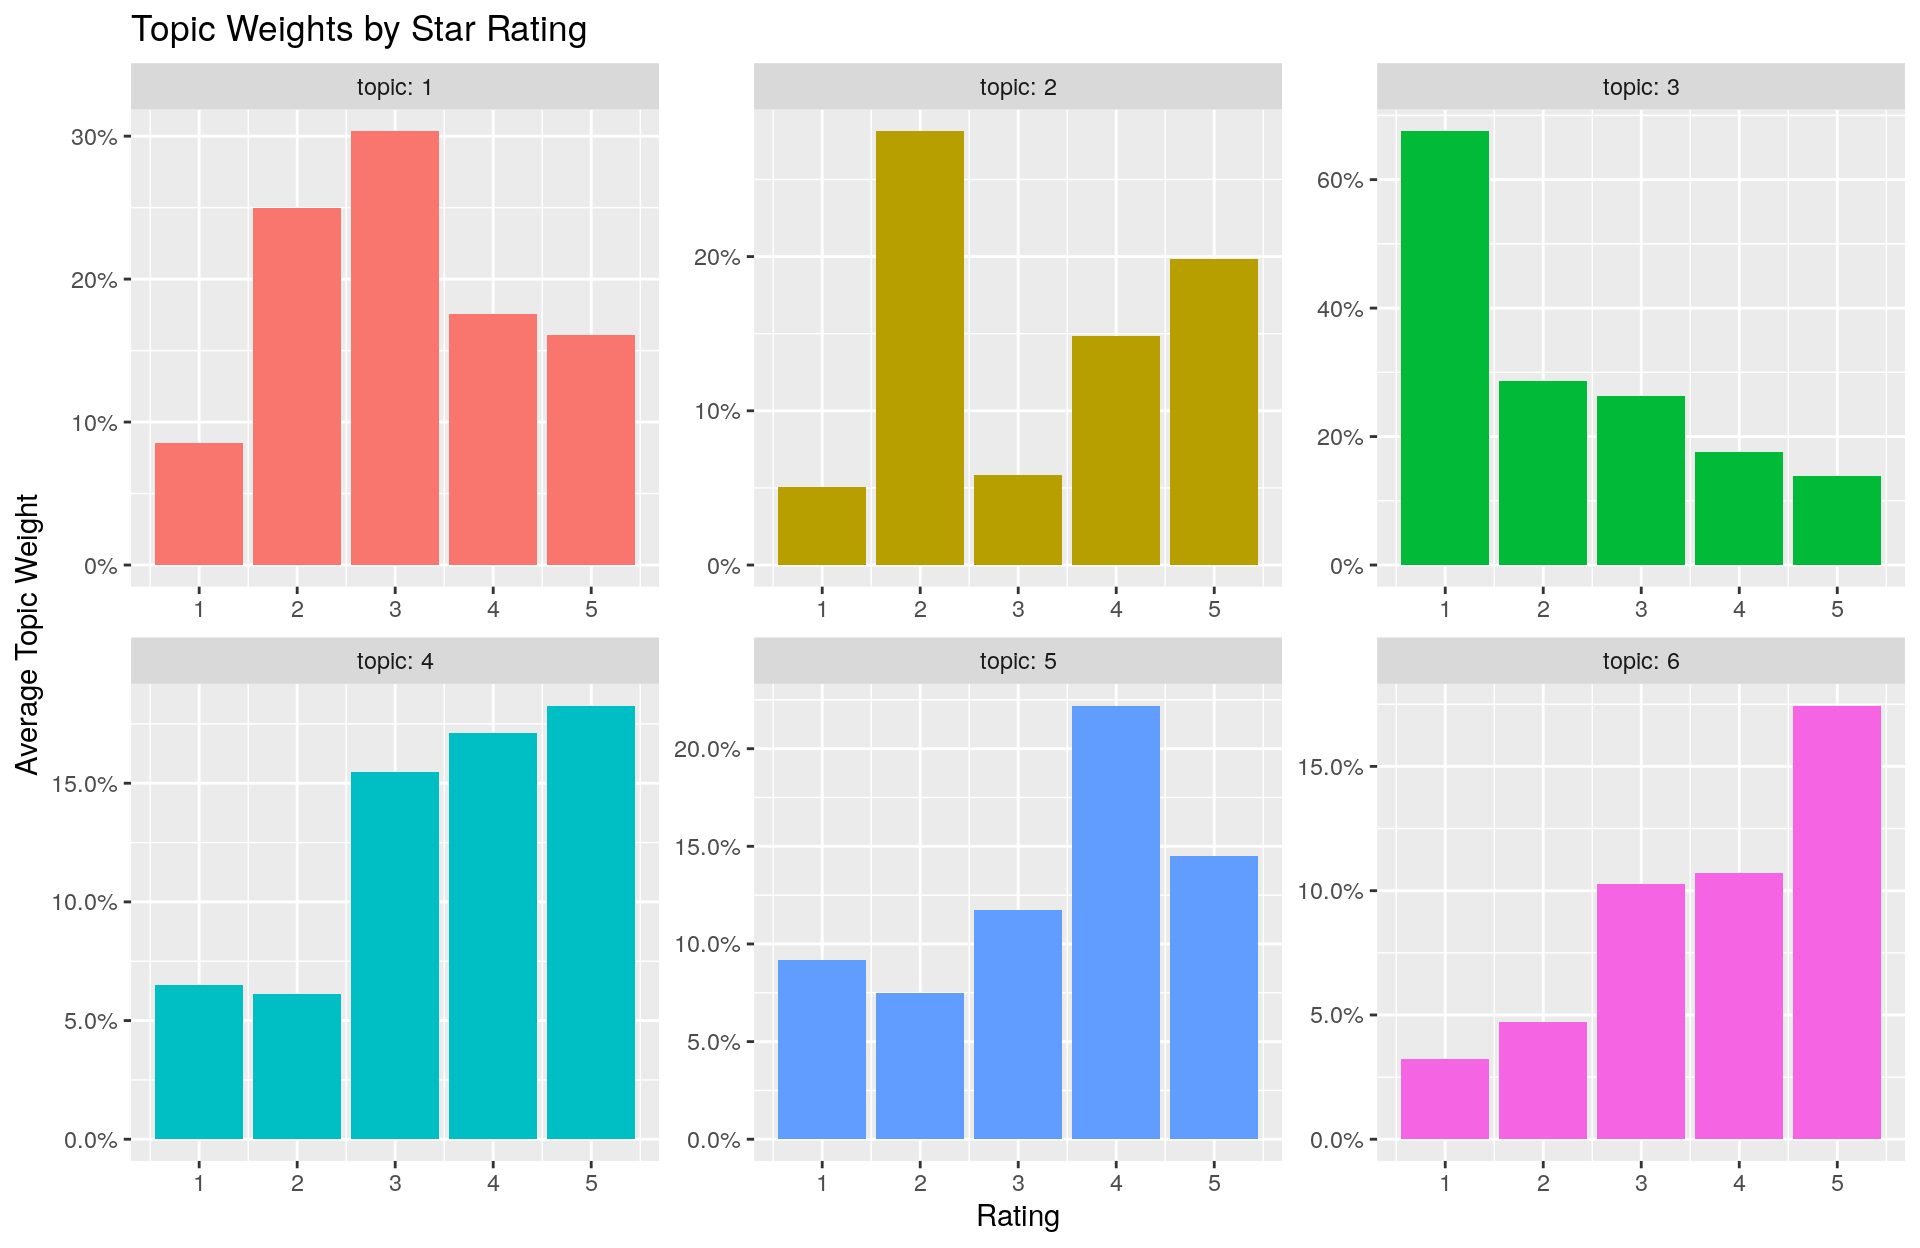 Topic Weights by Star Rating
topic: 1
topic: 2
topic: 3
30%
20%
10%
0%
20%
10%
0%
60%
40%
20%
0%
1 2 3 4 5
1 2 3 4 5
1 2 3 4 5
Average Topic Weight
topic: 4
topic: 5
topic: 6
15.0%
10.0%
5.0%
0.0%
20.0%
15.0%
10.0%
5.0%
0.0%
15.0%
10.0%
5.0%
0.0%
1 2 3 4 5
1 2 3 4 5
1 2 3 4 5
Rating